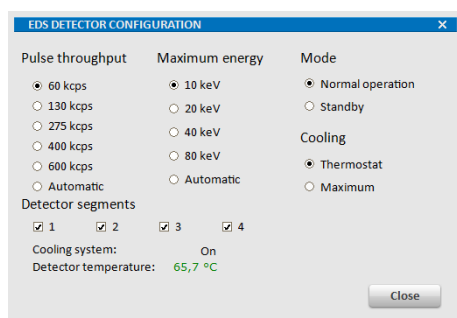 EDS DETECTOR CONFIGURATION
Pulse throughput
60 kcps
130 kcps
275 kcps
400 kcps
600 kcps
Automatic
Maximum energy
10 keV
20 keV
40 keV
80 keV
Automatic
Mode
Normal operation
Standby
Cooling
Thermostat
Maximum
Detector segments
1 2 3 4
Cooling system: On
Detector temperature: 65,7 °C
Close